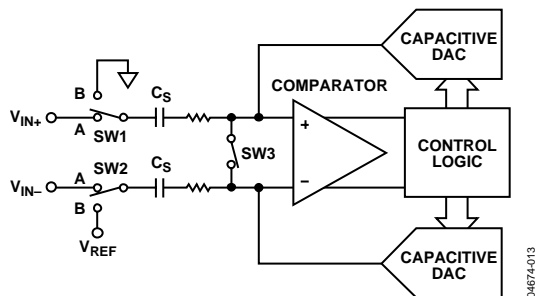 CAPACITIVE
DAC
COMPARATOR
B
CS
VIN+
A
SW1
+
SW3
CONTROL
LOGIC
SW2
CS
VIN–
A
–
B
VREF
CAPACITIVE
DAC
04674-013